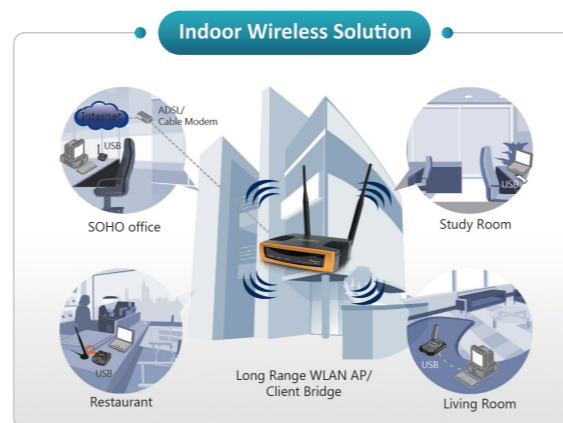 Indoor Wireless Solution
Internet
ADSL/
Cable Modem
USB
SOHO office
USB
Study Room
USB
Restaurant
Long Range WLAN AP/
Client Bridge
USB
Living Room